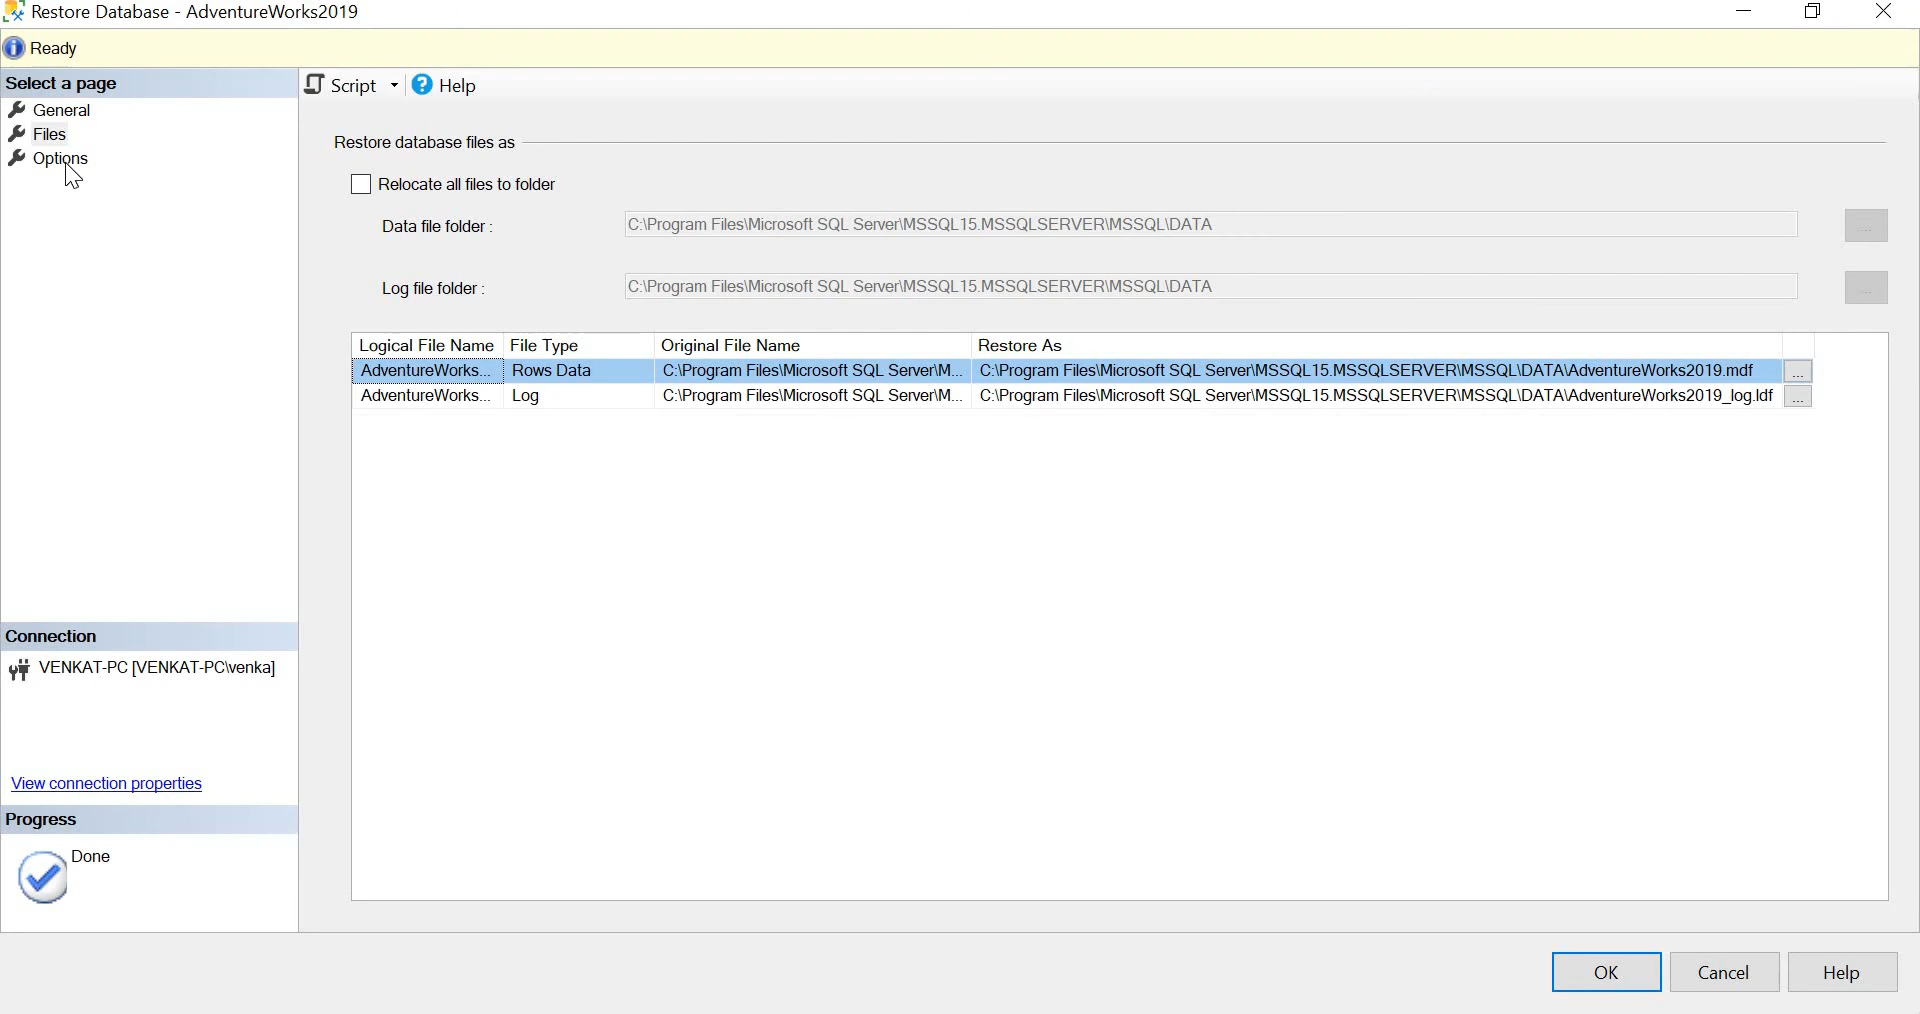 Restore Database - AdventureWorks2019
Ready
Select a page
General
Files
Options
Script
Help
Restore database files as
Relocate all files to folder
Data file folder :
C:\Program Files\Microsoft SQL Server\MSSQL15.MSSQLSERVER\MSSQL\DATA
...
Log file folder :
C:\Program Files\Microsoft SQL Server\MSSQL15.MSSQLSERVER\MSSQL\DATA
...
Logical File Name File Type Original File Name Restore As
AdventureWorks... Rows Data C:\Program Files\Microsoft SQL Server\M... C:\Program Files\Microsoft SQL Server\MSSQL15.MSSQLSERVER\MSSQL\DATA\AdventureWorks2019.mdf ...
AdventureWorks... Log C:\Program Files\Microsoft SQL Server\M... C:\Program Files\Microsoft SQL Server\MSSQL15.MSSQLSERVER\MSSQL\DATA\AdventureWorks2019_log.ldf ...
Connection
VENKAT-PC [VENKAT-PC\venka]
View connection properties
Progress
Done
OK Cancel Help